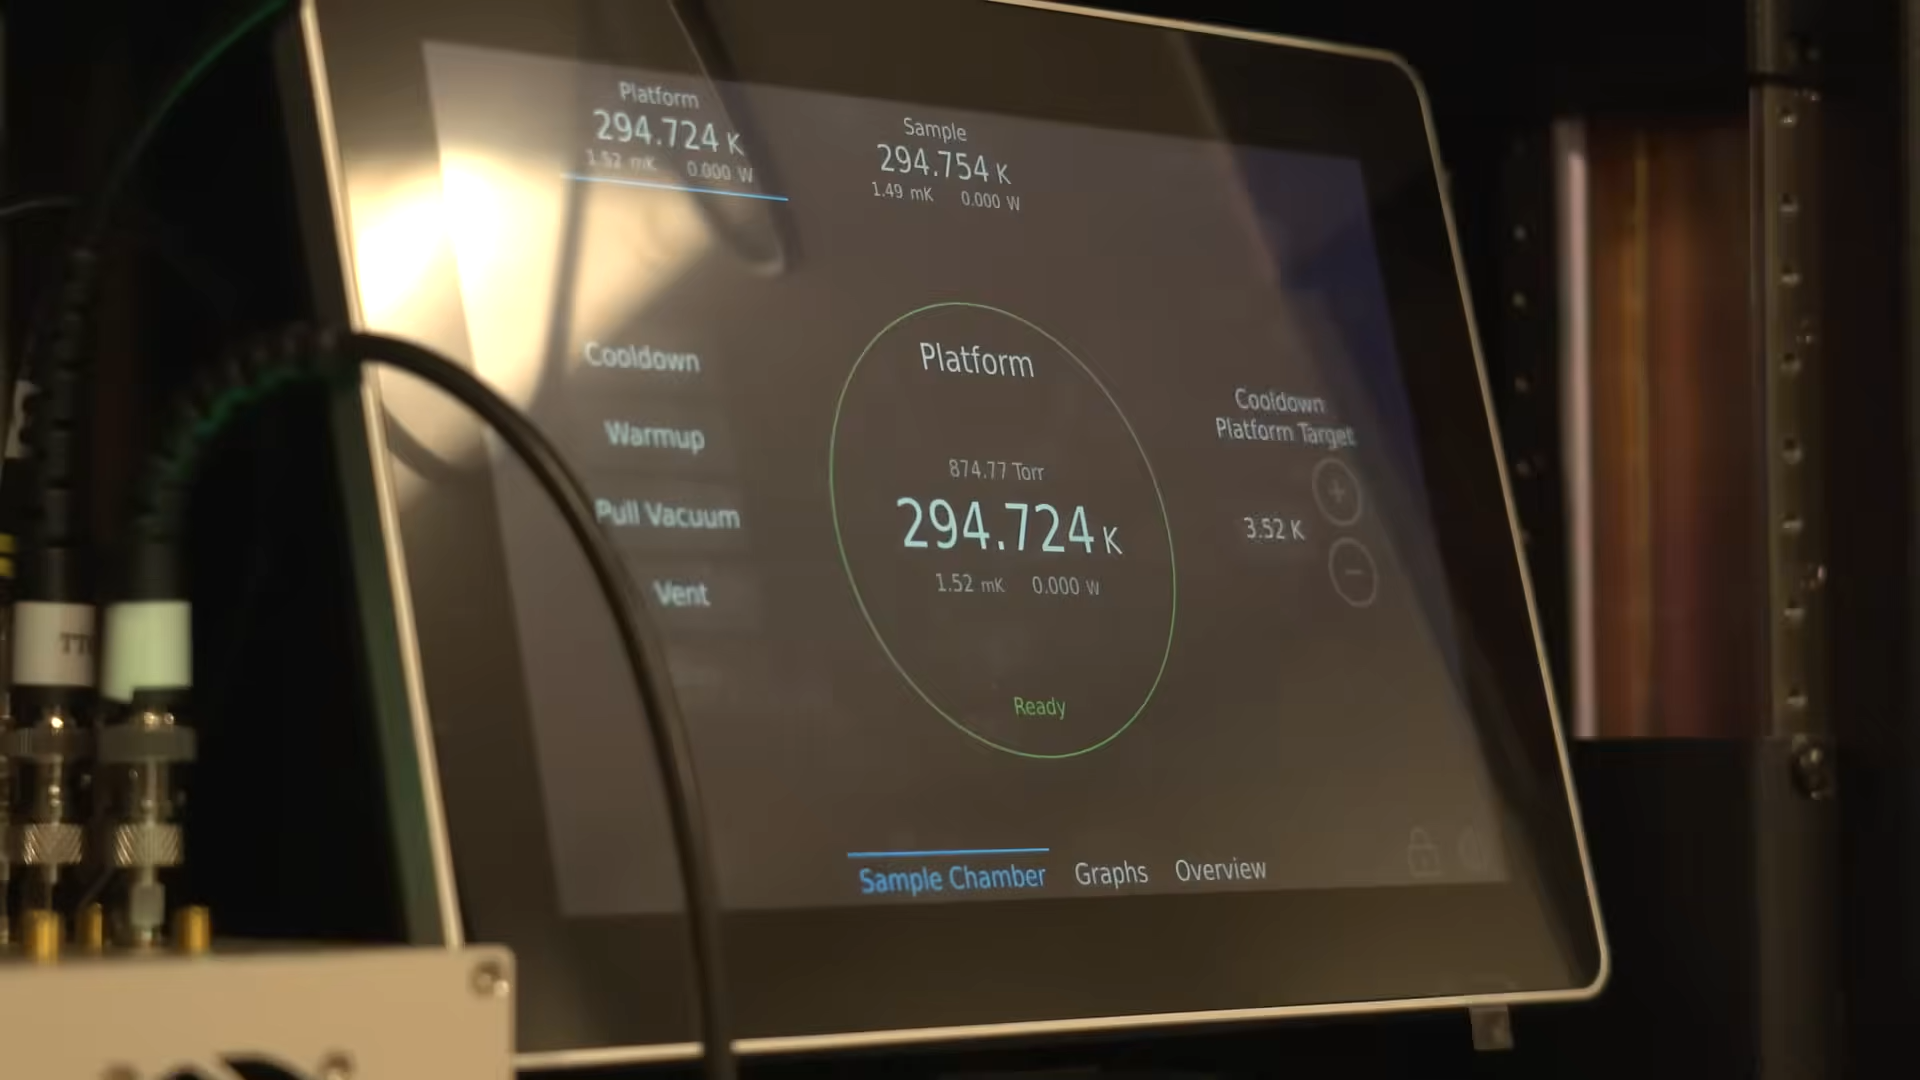 Platform
294.724 K
1.52 mK 0.000 W
Sample
294.754 K
1.49 mK 0.000 W
Cooldown
Warmup
Pull Vacuum
Vent
Platform
874.77 Torr
294.724 K
1.52 mK 0.000 W
Ready
Cooldown
Platform Target
+
3.52 K
−
Sample Chamber Graphs Overview